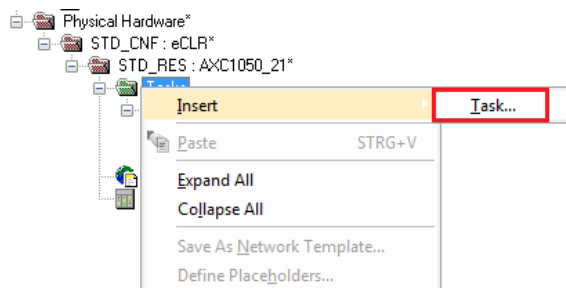 Physical Hardware*
STD_CNF : eCLR*
STD_RES : AXC1050_21*
Tasks
Insert
Task...
Paste STRG+V
Expand All
Collapse All
Save As Network Template...
Define Placeholders...